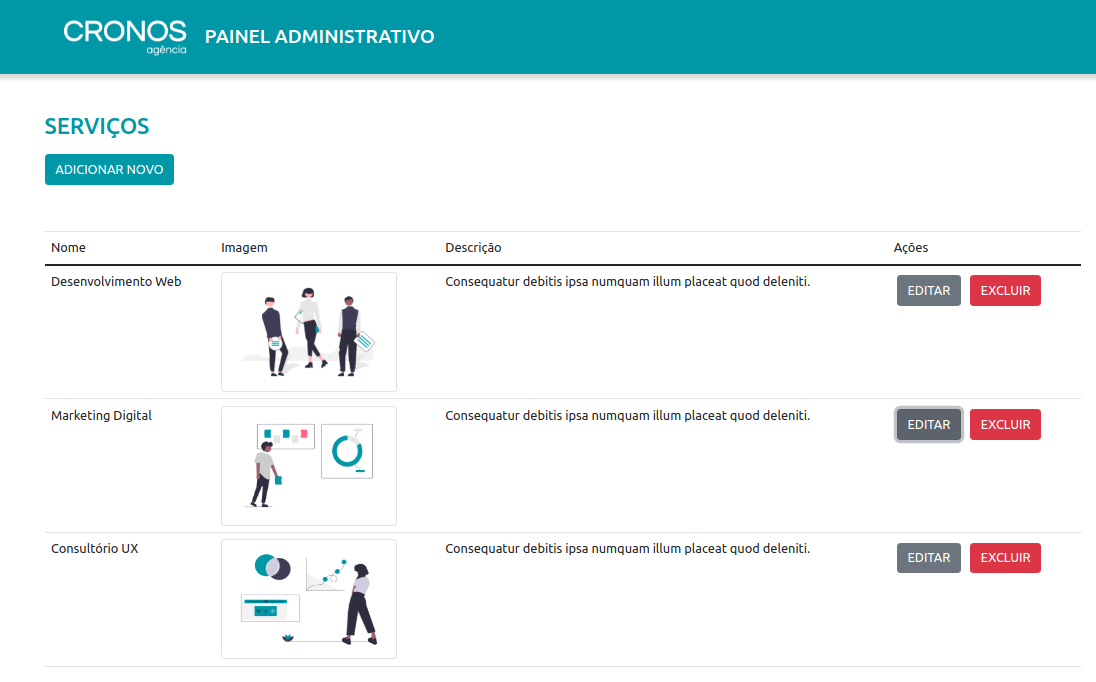 CRONOS
agência
PAINEL ADMINISTRATIVO
SERVIÇOS
ADICIONAR NOVO
Nome Imagem Descrição Ações
Desenvolvimento Web Consequatur debitis ipsa numquam illum placeat quod deleniti. EDITAR EXCLUIR
Marketing Digital Consequatur debitis ipsa numquam illum placeat quod deleniti. EDITAR EXCLUIR
Consultório UX Consequatur debitis ipsa numquam illum placeat quod deleniti. EDITAR EXCLUIR